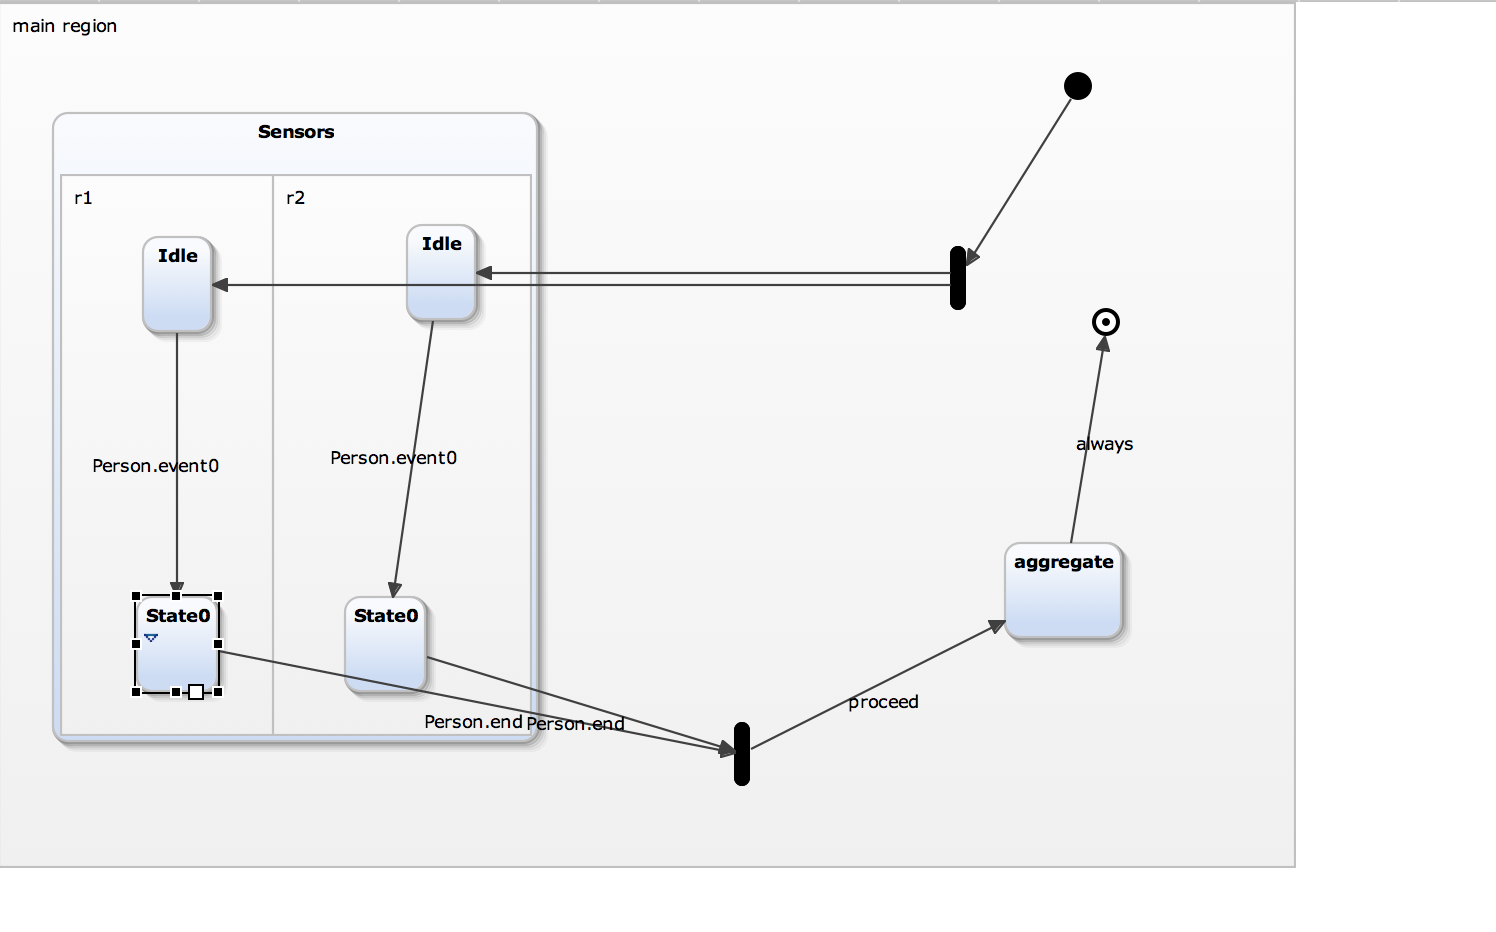 main region
Sensors
r1
r2
Idle
Idle
Person.event0
Person.event0
always
aggregate
State0
State0
proceed
Person.end
Person.end